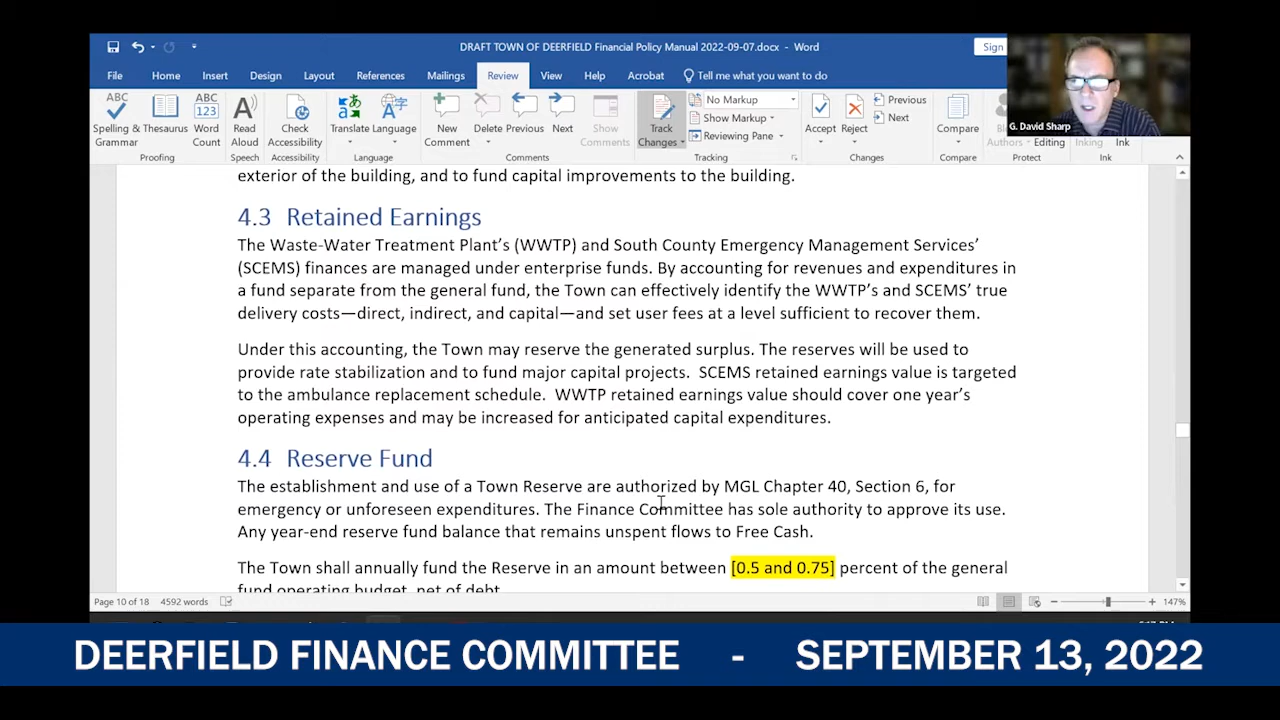 DRAFT TOWN OF DEERFIELD Financial Policy Manual 2022-09-07.docx - Word
Sign
File Home Insert Design Layout References Mailings Review View Help Acrobat Tell me what you want to do
G. David Sharp
Spelling & Grammar
Thesaurus
Word Count
Read Aloud
Check Accessibility
Translate
Language
New Comment
Delete
Previous
Next
Show Comments
Track Changes
No Markup
Show Markup
Reviewing Pane
Accept
Reject
Previous
Next
Compare
Authors
Editing
Inking
Ink
Proofing Speech Accessibility Language Comments Tracking Changes Compare Protect Ink
exterior of the building, and to fund capital improvements to the building.
4.3 Retained Earnings
The Waste-Water Treatment Plant's (WWTP) and South County Emergency Management Services'
(SCEMS) finances are managed under enterprise funds. By accounting for revenues and expenditures in
a fund separate from the general fund, the Town can effectively identify the WWTP's and SCEMS' true
delivery costs—direct, indirect, and capital—and set user fees at a level sufficient to recover them.
Under this accounting, the Town may reserve the generated surplus. The reserves will be used to
provide rate stabilization and to fund major capital projects. SCEMS retained earnings value is targeted
to the ambulance replacement schedule. WWTP retained earnings value should cover one year's
operating expenses and may be increased for anticipated capital expenditures.
4.4 Reserve Fund
The establishment and use of a Town Reserve are authorized by MGL Chapter 40, Section 6, for
emergency or unforeseen expenditures. The Finance Committee has sole authority to approve its use.
Any year-end reserve fund balance that remains unspent flows to Free Cash.
The Town shall annually fund the Reserve in an amount between [0.5 and 0.75] percent of the general
fund operating budget, net of debt
Page 10 of 18 4592 words 147%
DEERFIELD FINANCE COMMITTEE - SEPTEMBER 13, 2022